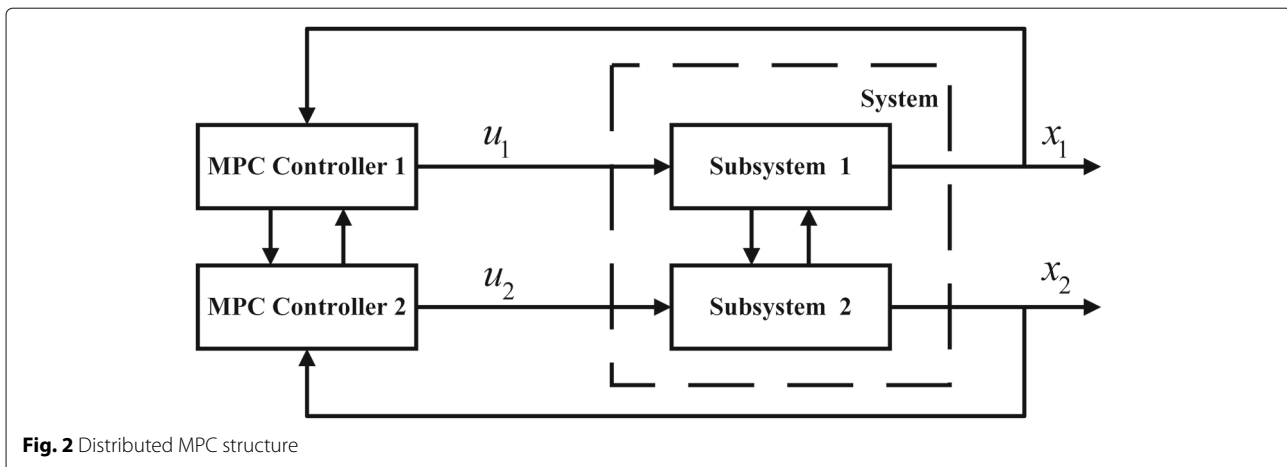 System
MPC Controller 1
u1
Subsystem 1
x1
MPC Controller 2
u2
Subsystem 2
x2
Fig. 2 Distributed MPC structure